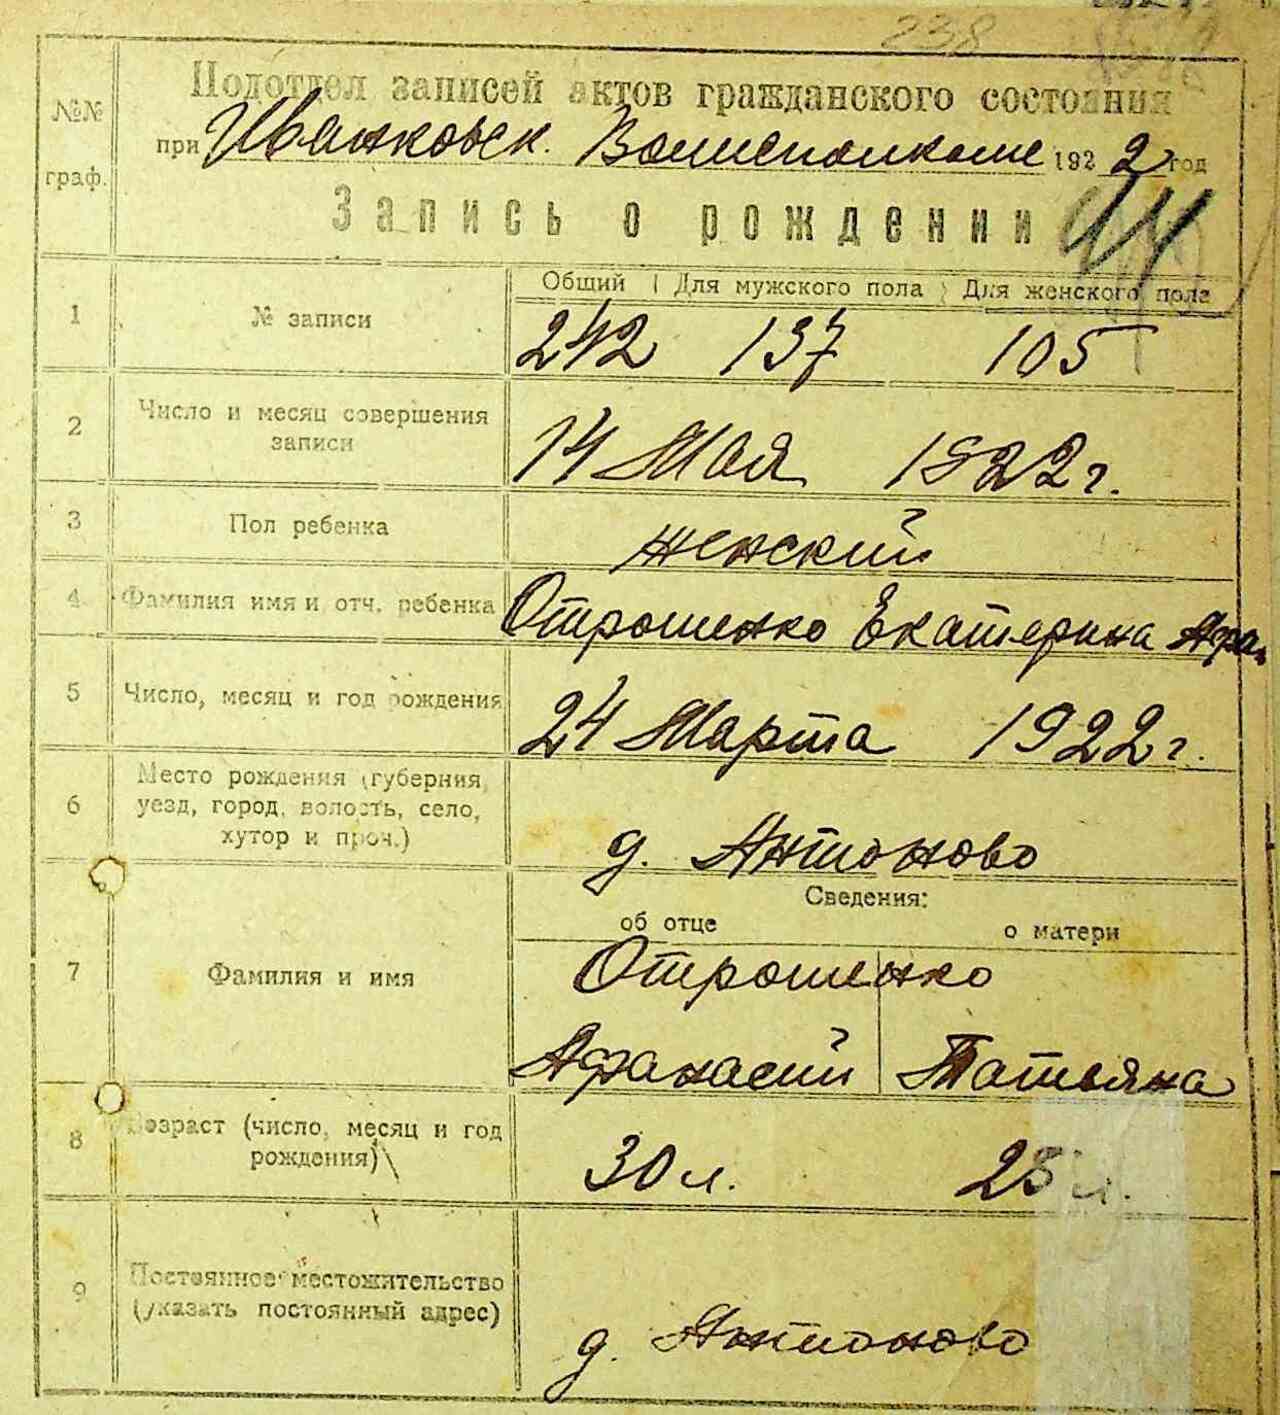 238
№№ граф.
Подотдел записей актов гражданского состояния
при Иванковск. Волисполкоме 1922 год
Запись о рождении
44
Общий Для мужского пола Для женского пола
1 № записи 242 137 105
2 Число и месяц совершения
записи
14 Мая 1922 г.
3 Пол ребенка женский
4 Фамилия имя и отч. ребенка Отрошенко Екатерина Афан.
5 Число, месяц и год рождения 24 Марта 1922 г.
6 Место рождения (губерния,
уезд, город, волость, село,
хутор и проч.)
д. Антоново
Сведения:
об отце о матери
7 Фамилия и имя
Отрошенко
Афанасий Татьяна
8 Возраст (число, месяц и год
рождения)
30 л. 25 л.
9 Постоянное местожительство
(указать постоянный адрес)
д. Антоново